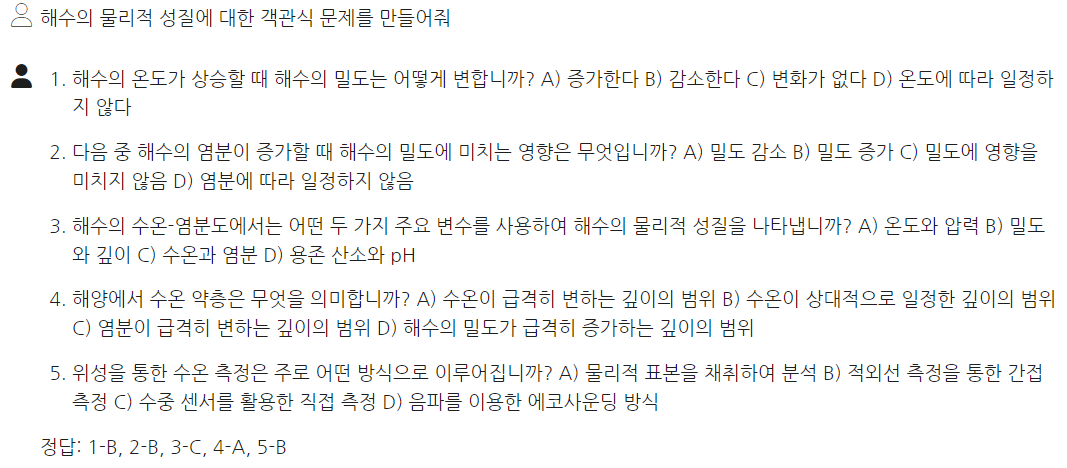 해수의 물리적 성질에 대한 객관식 문제를 만들어줘
1. 해수의 온도가 상승할 때 해수의 밀도는 어떻게 변합니까? A) 증가한다 B) 감소한다 C) 변화가 없다 D) 온도에 따라 일정하
지 않다
2. 다음 중 해수의 염분이 증가할 때 해수의 밀도에 미치는 영향은 무엇입니까? A) 밀도 감소 B) 밀도 증가 C) 밀도에 영향을
미치지 않음 D) 염분에 따라 일정하지 않음
3. 해수의 수온-염분도에서는 어떤 두 가지 주요 변수를 사용하여 해수의 물리적 성질을 나타냅니까? A) 온도와 압력 B) 밀도
와 깊이 C) 수온과 염분 D) 용존 산소와 pH
4. 해양에서 수온 약층은 무엇을 의미합니까? A) 수온이 급격히 변하는 깊이의 범위 B) 수온이 상대적으로 일정한 깊이의 범위
C) 염분이 급격히 변하는 깊이의 범위 D) 해수의 밀도가 급격히 증가하는 깊이의 범위
5. 위성을 통한 수온 측정은 주로 어떤 방식으로 이루어집니까? A) 물리적 표본을 채취하여 분석 B) 적외선 측정을 통한 간접
측정 C) 수중 센서를 활용한 직접 측정 D) 음파를 이용한 에코사운딩 방식
정답: 1-B, 2-B, 3-C, 4-A, 5-B